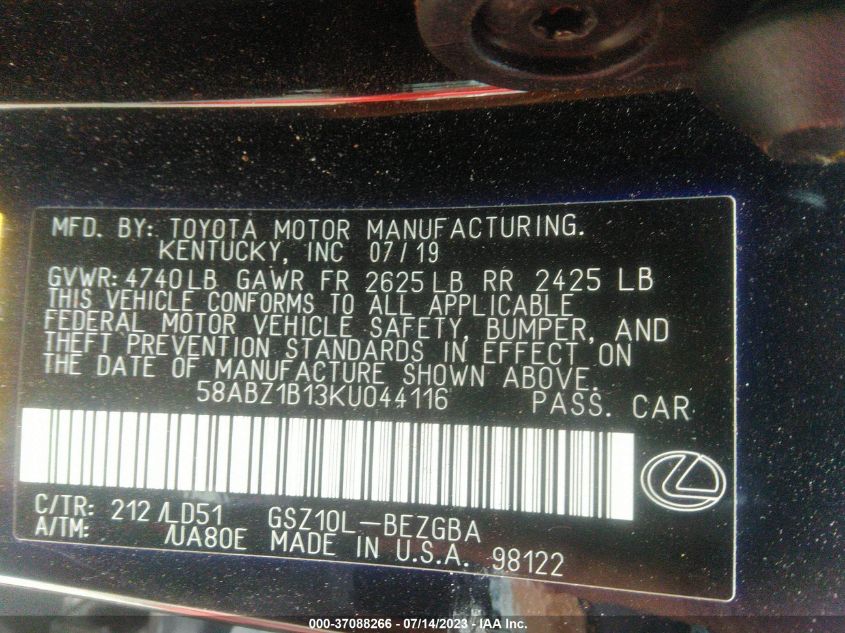 MFD. BY: TOYOTA MOTOR MANUFACTURING.
KENTUCKY, INC 07/19
GVWR: 4740LB GAWR FR 2625LB RR 2425 LB
THIS VEHICLE CONFORMS TO ALL APPLICABLE
FEDERAL MOTOR VEHICLE SAFETY, BUMPER, AND
THEFT PREVENTION STANDARDS IN EFFECT ON
THE DATE OF MANUFACTURE SHOWN ABOVE.
58ABZ1B13KU044116 PASS. CAR
C/TR: 212/LD51 GSZ10L-BEZGBA
A/TM: /UA80E MADE IN U.S.A. 98122
000-37088266 - 07/14/2023 - IAA Inc.